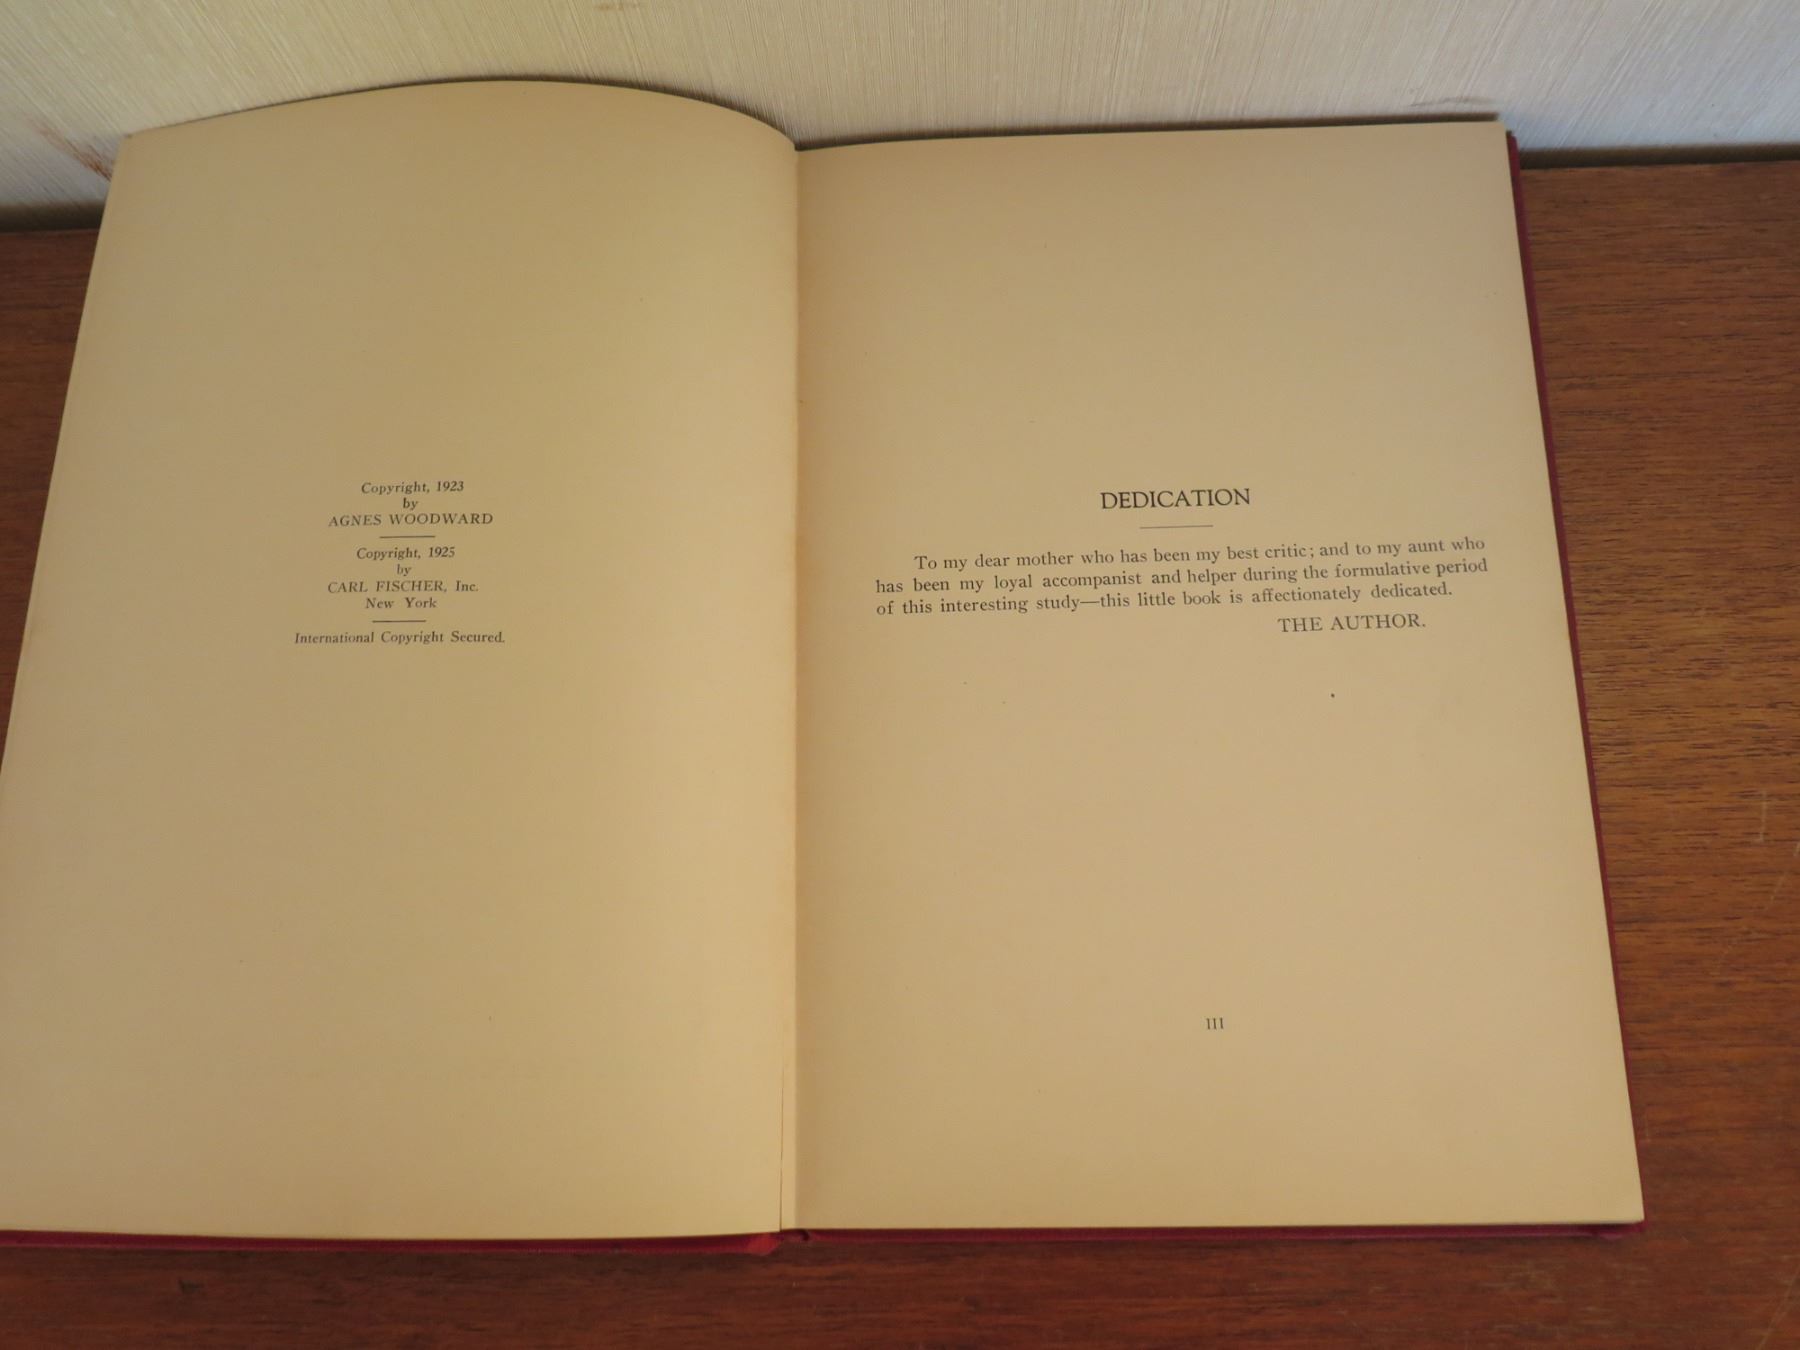 Copyright, 1923
by
AGNES WOODWARD
Copyright, 1925
by
CARL FISCHER, Inc.
New York
International Copyright Secured.
DEDICATION
To my dear mother who has been my best critic; and to my aunt who
has been my loyal accompanist and helper during the formulative period
of this interesting study—this little book is affectionately dedicated.
THE AUTHOR.
III